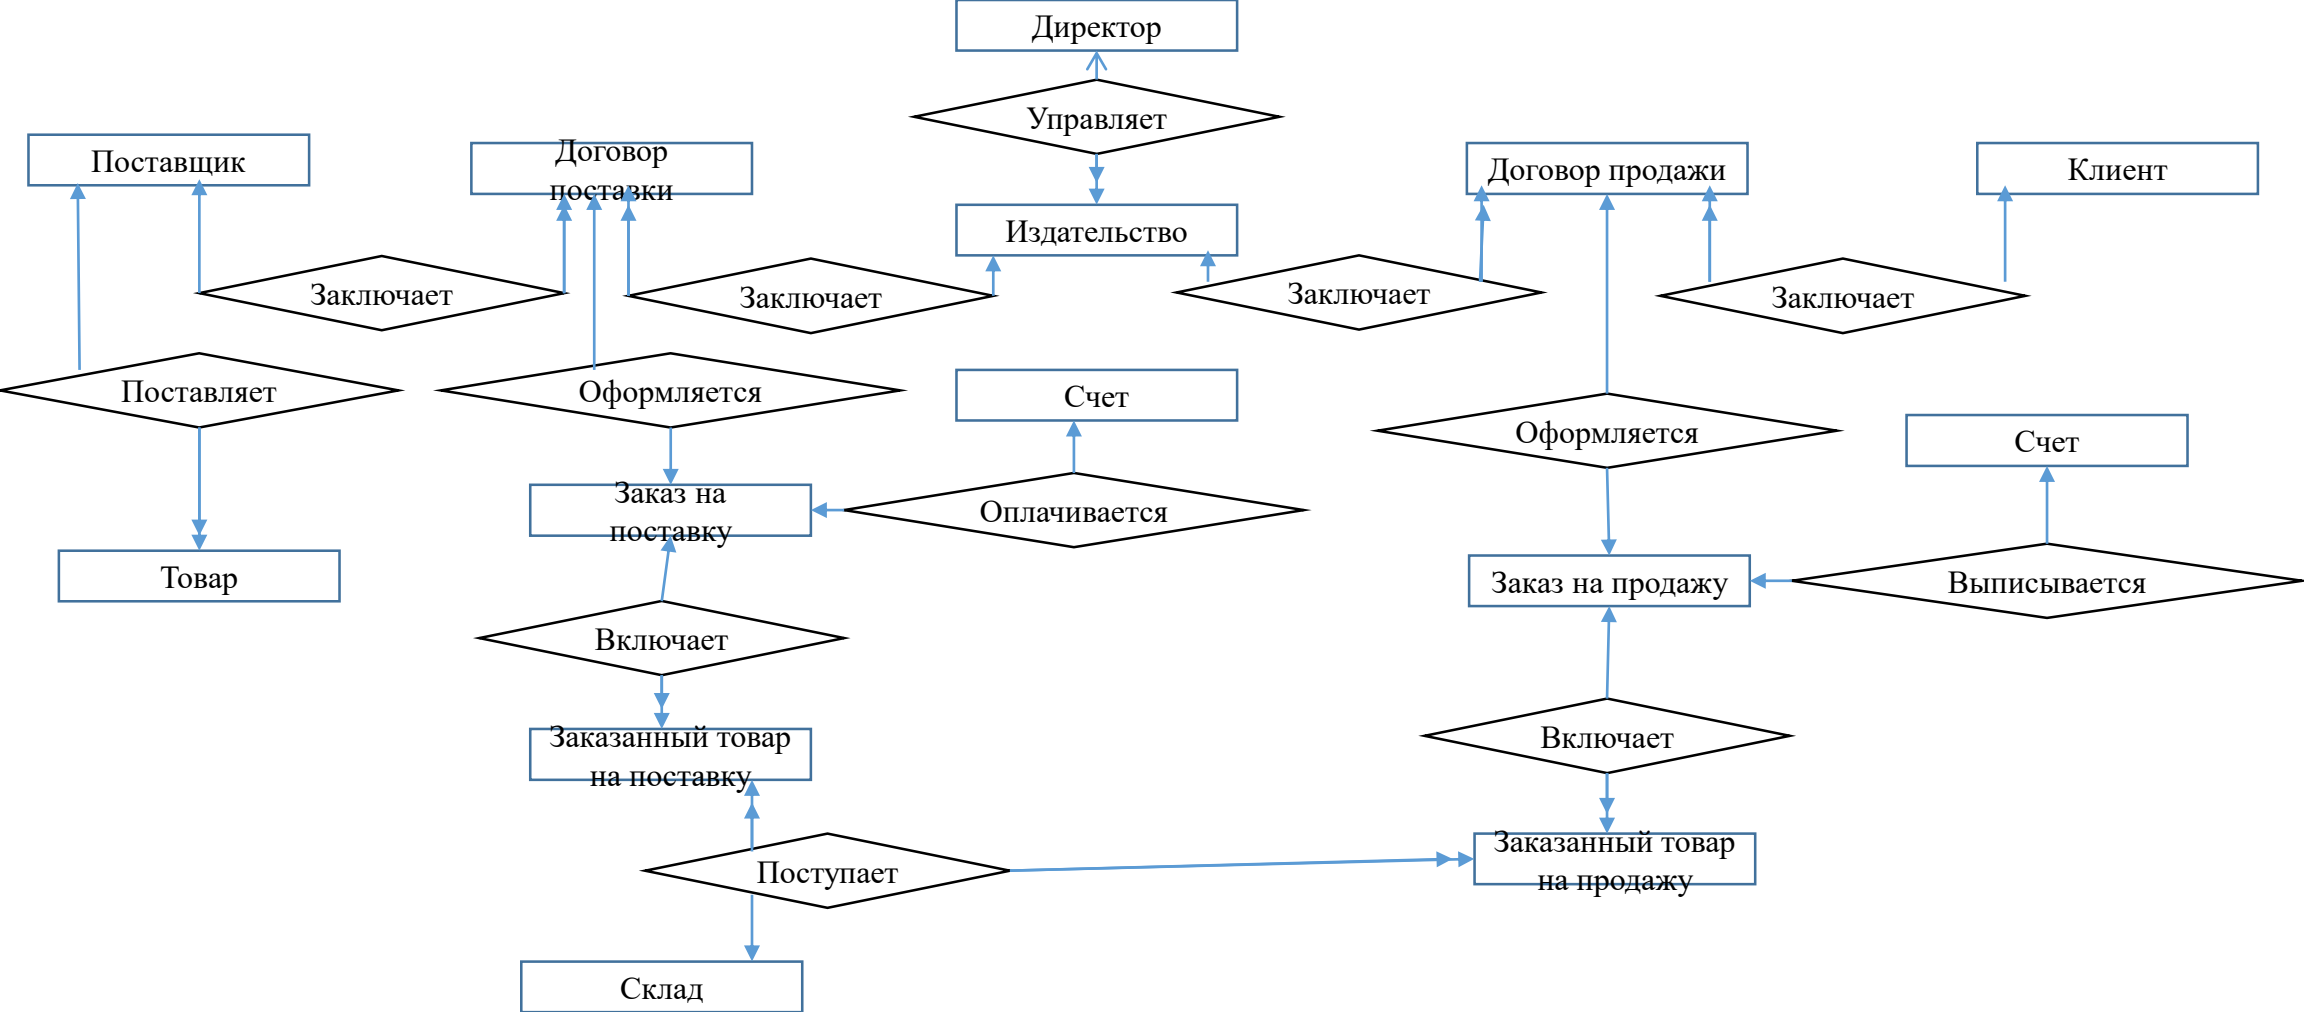 Директор
Управляет
Поставщик
Договор
поставки
Договор продажи
Клиент
Издательство
Заключает
Заключает
Заключает
Заключает
Поставляет
Оформляется
Счет
Оформляется
Счет
Заказ на
поставку
Оплачивается
Товар
Заказ на продажу
Выписывается
Включает
Заказанный товар
на поставку
Включает
Поступает
Заказанный товар
на продажу
Склад